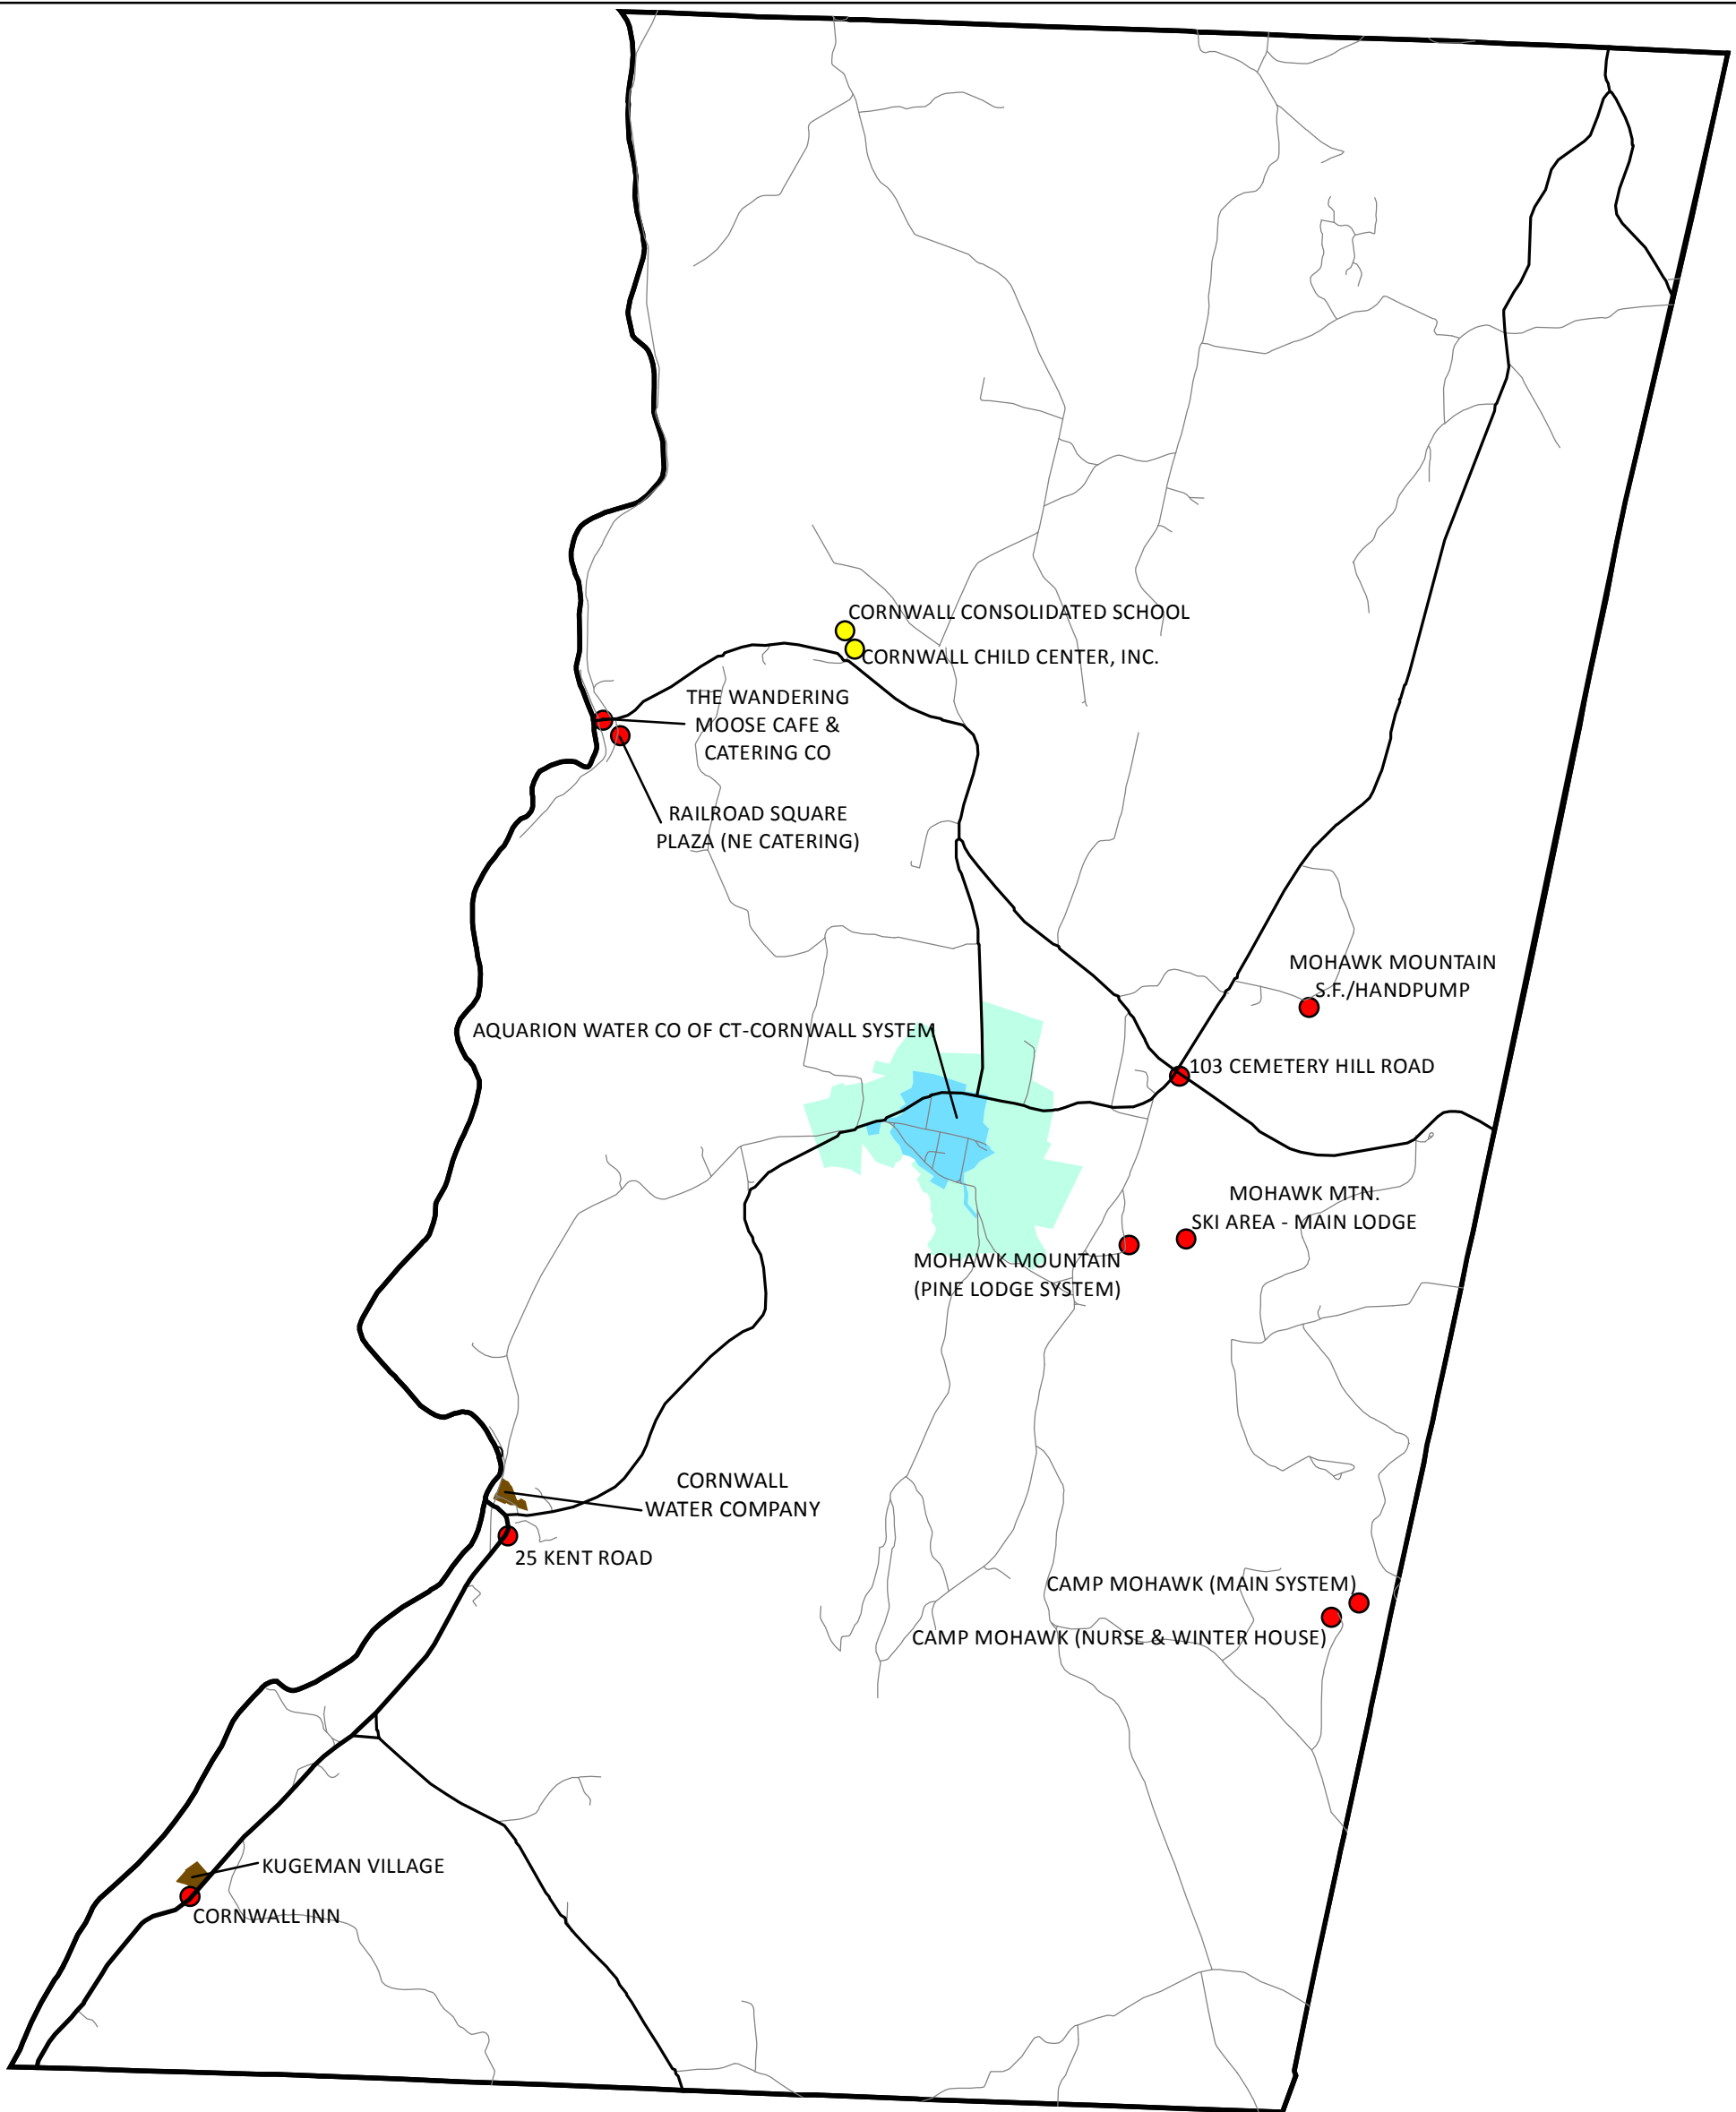 CORNWALL CONSOLIDATED SCHOOL
CORNWALL CHILD CENTER, INC.
THE WANDERING
MOOSE CAFE &
CATERING CO
RAILROAD SQUARE
PLAZA (NE CATERING)
MOHAWK MOUNTAIN
S.F./HANDPUMP
AQUARION WATER CO OF CT-CORNWALL SYSTEM
103 CEMETERY HILL ROAD
MOHAWK MTN.
SKI AREA - MAIN LODGE
MOHAWK MOUNTAIN
(PINE LODGE SYSTEM)
CORNWALL
WATER COMPANY
25 KENT ROAD
CAMP MOHAWK (MAIN SYSTEM)
CAMP MOHAWK (NURSE & WINTER HOUSE)
KUGEMAN VILLAGE
CORNWALL INN